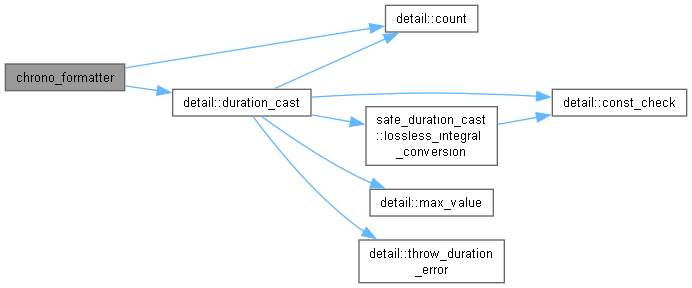 detail::count
chrono_formatter
detail::duration_cast
detail::const_check
safe_duration_cast
::lossless_integral
_conversion
detail::max_value
detail::throw_duration
_error